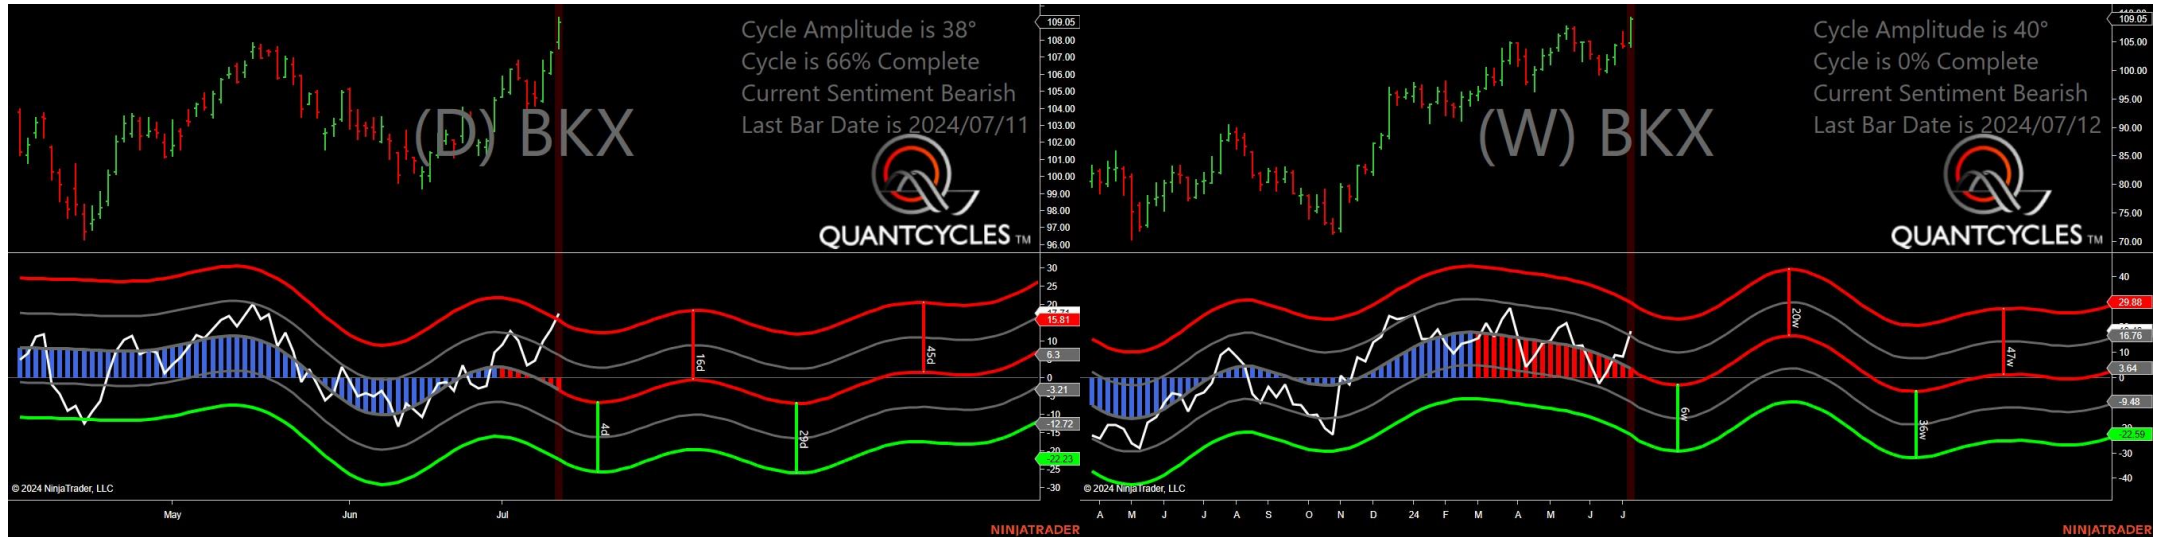 Cycle Amplitude is 38°
Cycle is 66% Complete
Current Sentiment Bearish
Last Bar Date is 2024/07/11
(D) BKX
QUANTCYCLES TM
109.05
108.00
107.00
106.00
105.00
104.00
103.00
102.00
101.00
100.00
99.00
98.00
97.00
96.00
30
25
20
15.81
10
6.3
0
-3.21
-10
-12.72
-15
-20
-22.23
-25
-30
4d
16d
29d
45d
© 2024 NinjaTrader, LLC
May
Jun
Jul
NINJATRADER
Cycle Amplitude is 40°
Cycle is 0% Complete
Current Sentiment Bearish
Last Bar Date is 2024/07/12
(W) BKX
QUANTCYCLES TM
109.05
105.00
100.00
95.00
90.00
85.00
80.00
75.00
70.00
40
29.88
16.76
10
3.64
0
-9.48
-22.59
-30
-40
6w
20w
36w
47w
© 2024 NinjaTrader, LLC
A M J J A S O N D 24 F M A M J J
NINJATRADER